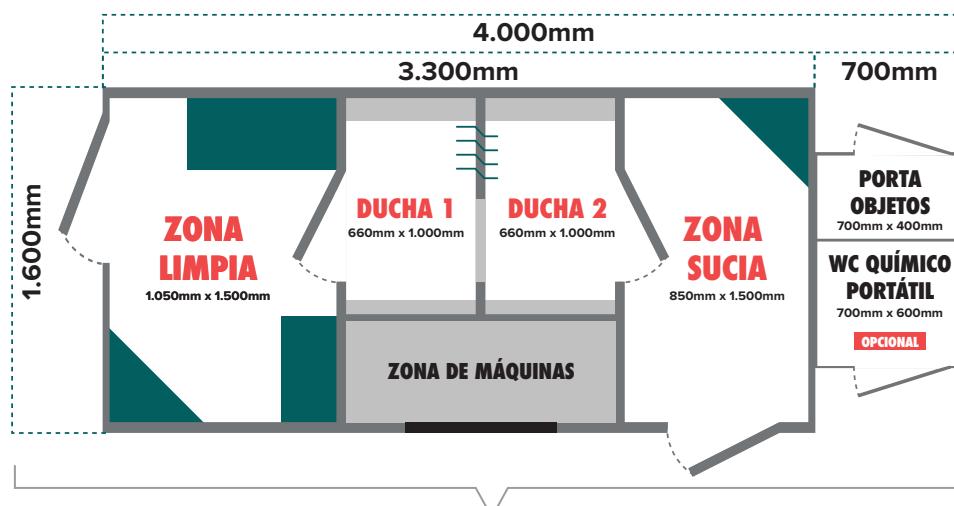 4.000mm
3.300mm
700mm
1.600mm
ZONA
LIMPIA
1.050mm x 1.500mm
DUCHA 1
660mm x 1.000mm
DUCHA 2
660mm x 1.000mm
ZONA
SUCIA
850mm x 1.500mm
PORTA
OBJETOS
700mm x 400mm
WC QUÍMICO
PORTÁTIL
700mm x 600mm
OPCIONAL
ZONA DE MÁQUINAS